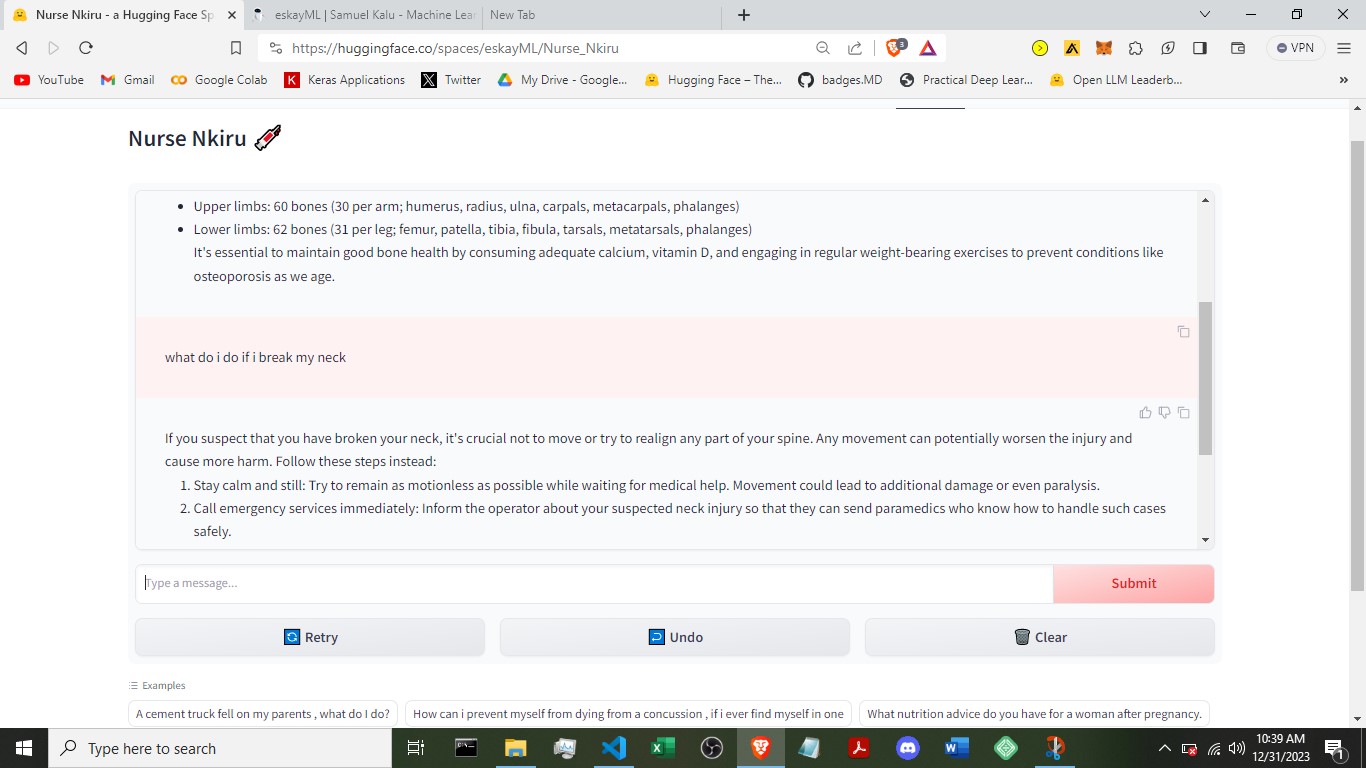 Nurse Nkiru - a Hugging Face Sp
eskayML | Samuel Kalu - Machine Lea
New Tab
https://huggingface.co/spaces/eskayML/Nurse_Nkiru
3
VPN
YouTube
Gmail
Google Colab
Keras Applications
Twitter
My Drive - Google...
Hugging Face – The...
badges.MD
Practical Deep Lear...
Open LLM Leaderb...
Nurse Nkiru
Upper limbs: 60 bones (30 per arm; humerus, radius, ulna, carpals, metacarpals, phalanges)
Lower limbs: 62 bones (31 per leg; femur, patella, tibia, fibula, tarsals, metatarsals, phalanges)
It's essential to maintain good bone health by consuming adequate calcium, vitamin D, and engaging in regular weight-bearing exercises to prevent conditions like
osteoporosis as we age.
what do i do if i break my neck
If you suspect that you have broken your neck, it's crucial not to move or try to realign any part of your spine. Any movement can potentially worsen the injury and
cause more harm. Follow these steps instead:
1. Stay calm and still: Try to remain as motionless as possible while waiting for medical help. Movement could lead to additional damage or even paralysis.
2. Call emergency services immediately: Inform the operator about your suspected neck injury so that they can send paramedics who know how to handle such cases
safely.
Type a message...
Submit
Retry
Undo
Clear
Examples
A cement truck fell on my parents , what do I do?
How can i prevent myself from dying from a concussion , if i ever find myself in one
What nutrition advice do you have for a woman after pregnancy.
Type here to search
10:39 AM
12/31/2023
1